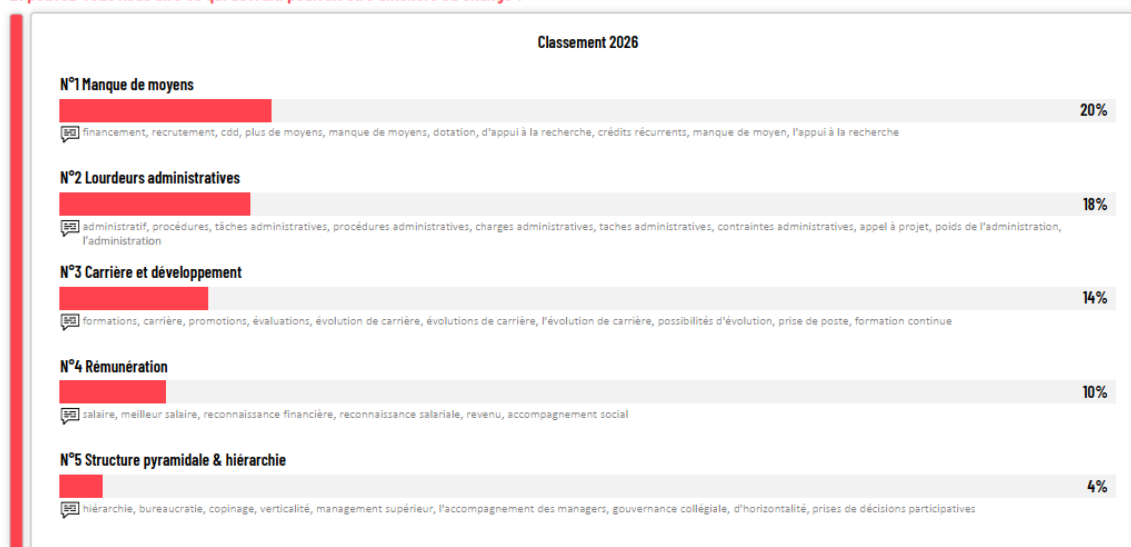 Classement 2026
N°1 Manque de moyens
20%
financement, recrutement, cdd, plus de moyens, manque de moyens, dotation, d'appui à la recherche, crédits récurrents, manque de moyen, l'appui à la recherche
N°2 Lourdeurs administratives
18%
administratif, procédures, tâches administratives, procédures administratives, charges administratives, taches administratives, contraintes administratives, appel à projet, poids de l'administration,
l'administration
N°3 Carrière et développement
14%
formations, carrière, promotions, évaluations, évolution de carrière, évolutions de carrière, l'évolution de carrière, possibilités d'évolution, prise de poste, formation continue
N°4 Rémunération
10%
salaire, meilleur salaire, reconnaissance financière, reconnaissance salariale, revenu, accompagnement social
N°5 Structure pyramidale & hiérarchie
4%
hiérarchie, bureaucratie, copinage, verticalité, management supérieur, l'accompagnement des managers, gouvernance collégiale, d'horizontalité, prises de décisions participatives